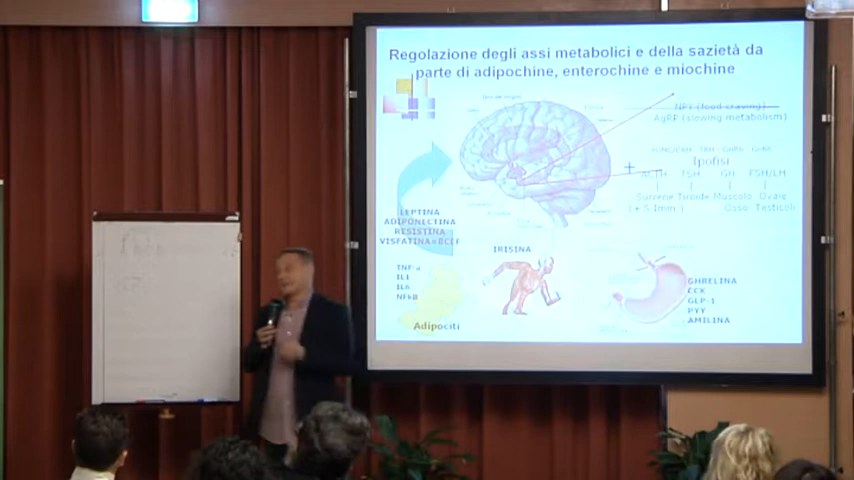 Regolazione degli assi metabolici e della sazietà da
parte di adipochine, enterochine e miochine
NPY (food craving)
AgRP (slowing metabolism)
Ipofisi
+
ACTH TSH GH FSH/LH
Surrene Tiroide Muscolo Ovaie
(+ S.Imm.) Osso Testicoli
LEPTINA
ADIPONECTINA
RESISTINA
VISFATINA=BCEF
TNF-α
IL1
IL6
NFkB
Adipociti
IRISINA
GHRELINA
CCK
GLP-1
PYY
AMILINA